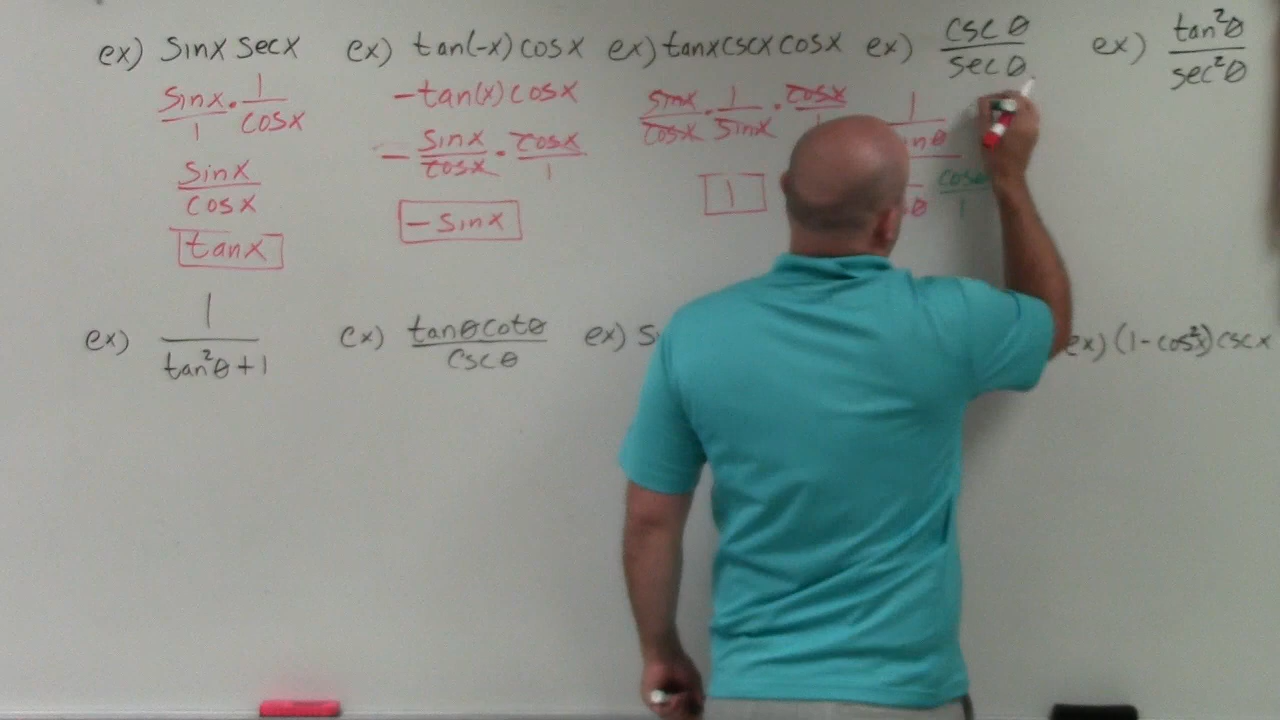 ex) sinx secx
sinx/1 · 1/cosx
sinx/cosx
tanx
ex) tan(-x) cosx
-tan(x) cosx
- sinx/cosx · cosx/1
- sinx
ex) tanx cscx cosx
sinx/cosx · 1/sinx · cosx/1
1
ex) cscθ/secθ
1
θ
cosθ
1
ex) tan²θ/sec²θ
ex) 1/(tan²θ+1)
ex) tanθcotθ/cscθ
ex) S
ex) (1-cos²x) cscx